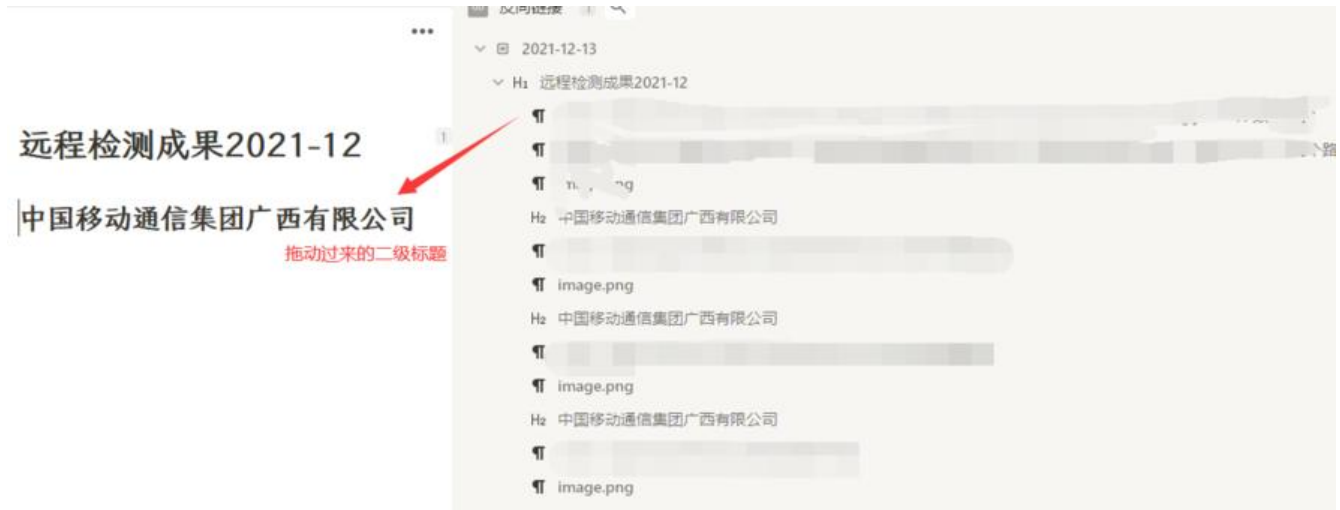 反向链接 1
2021-12-13
H1 远程检测成果2021-12
¶
¶
¶
H2 中国移动通信集团广西有限公司
¶
¶ image.png
H2 中国移动通信集团广西有限公司
¶
¶ image.png
H2 中国移动通信集团广西有限公司
¶
¶ image.png
远程检测成果2021-12 1
中国移动通信集团广西有限公司
拖动过来的二级标题